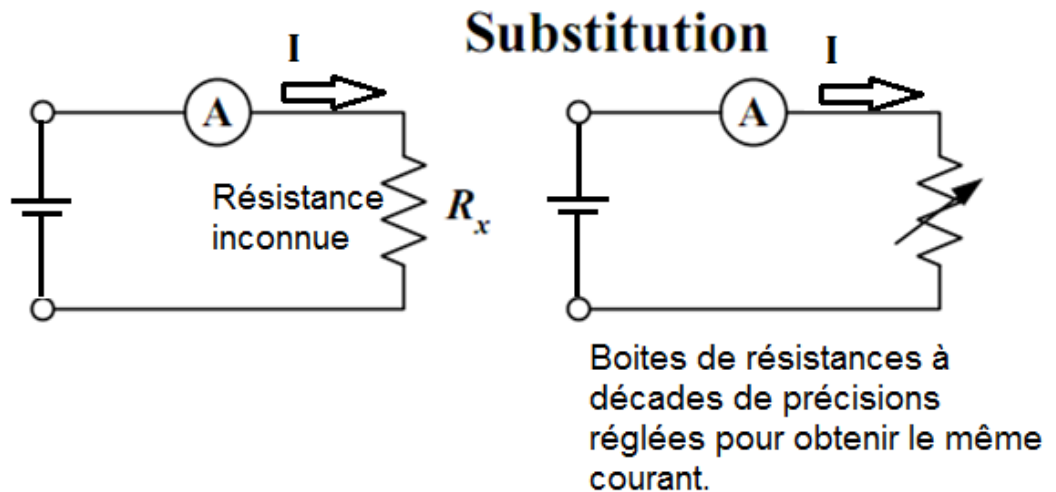 Substitution
I
A
Résistance
inconnue
Rx
I
A
Boites de résistances à
décades de précisions
réglées pour obtenir le même
courant.